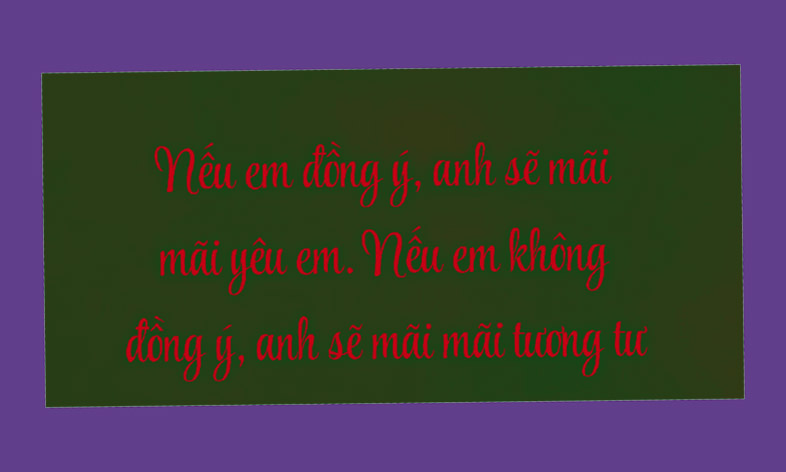 Nếu em đồng ý, anh sẽ mãi
mãi yêu em. Nếu em không
đồng ý, anh sẽ mãi mãi tương tư